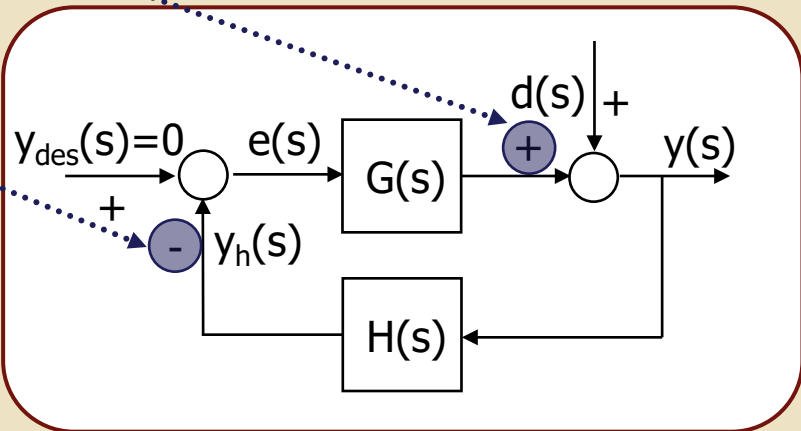 d(s) +
y_des(s)=0 e(s) G(s) + y(s)
+
- y_h(s)
H(s)